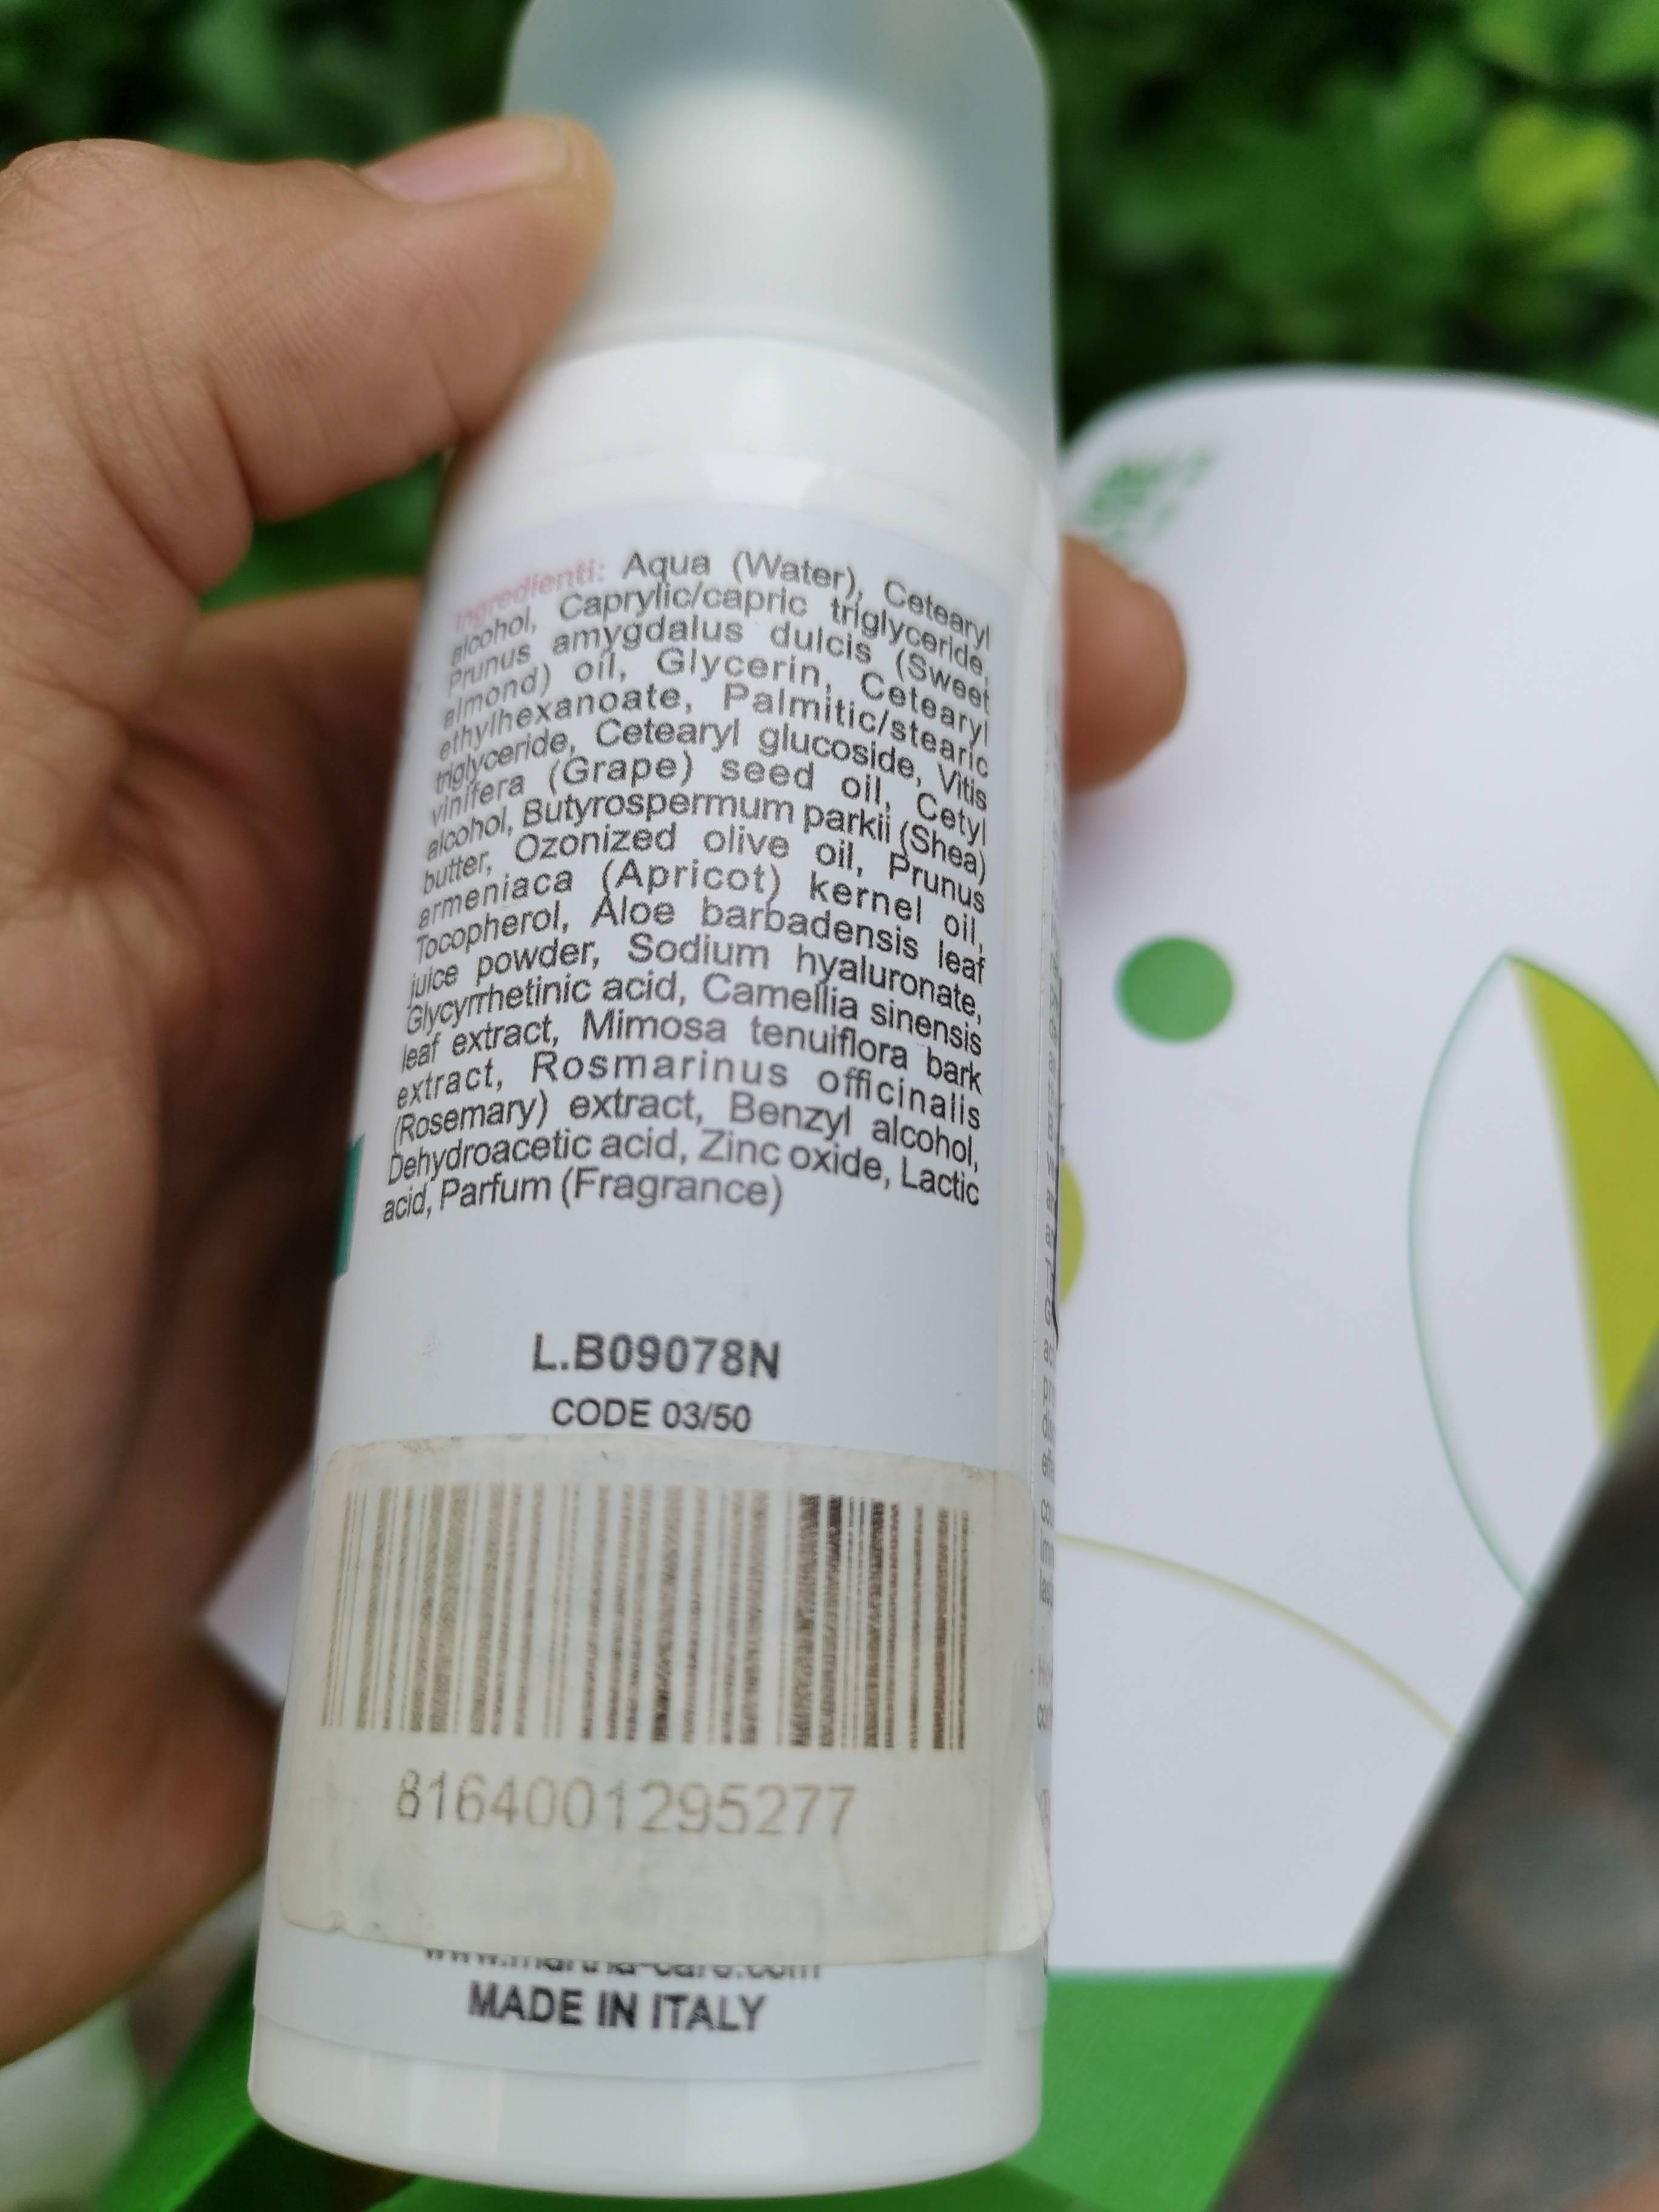 Ingredienti: Aqua (Water), Cetearyl
alcohol, Caprylic/capric triglyceride,
Prunus amygdalus dulcis (Sweet
almond) oil, Glycerin, Cetearyl
ethylhexanoate, Palmitic/stearic
triglyceride, Cetearyl glucoside, Vitis
vinifera (Grape) seed oil, Cetyl
alcohol, Butyrospermum parkii (Shea)
butter, Ozonized olive oil, Prunus
armeniaca (Apricot) kernel oil,
Tocopherol, Aloe barbadensis leaf
juice powder, Sodium hyaluronate,
Glycyrrhetinic acid, Camellia sinensis
leaf extract, Mimosa tenuiflora bark
extract, Rosmarinus officinalis
(Rosemary) extract, Benzyl alcohol,
Dehydroacetic acid, Zinc oxide, Lactic
acid, Parfum (Fragrance)
L.B09078N
CODE 03/50
8164001295277
MADE IN ITALY